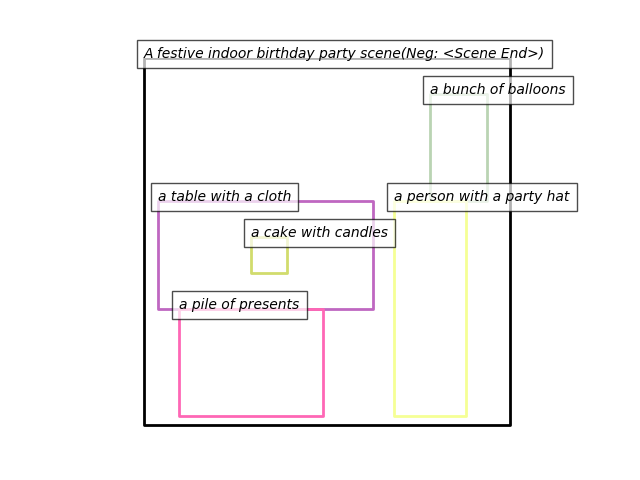 A festive indoor birthday party scene(Neg: <Scene End>)
a bunch of balloons
a table with a cloth
a person with a party hat
a cake with candles
a pile of presents